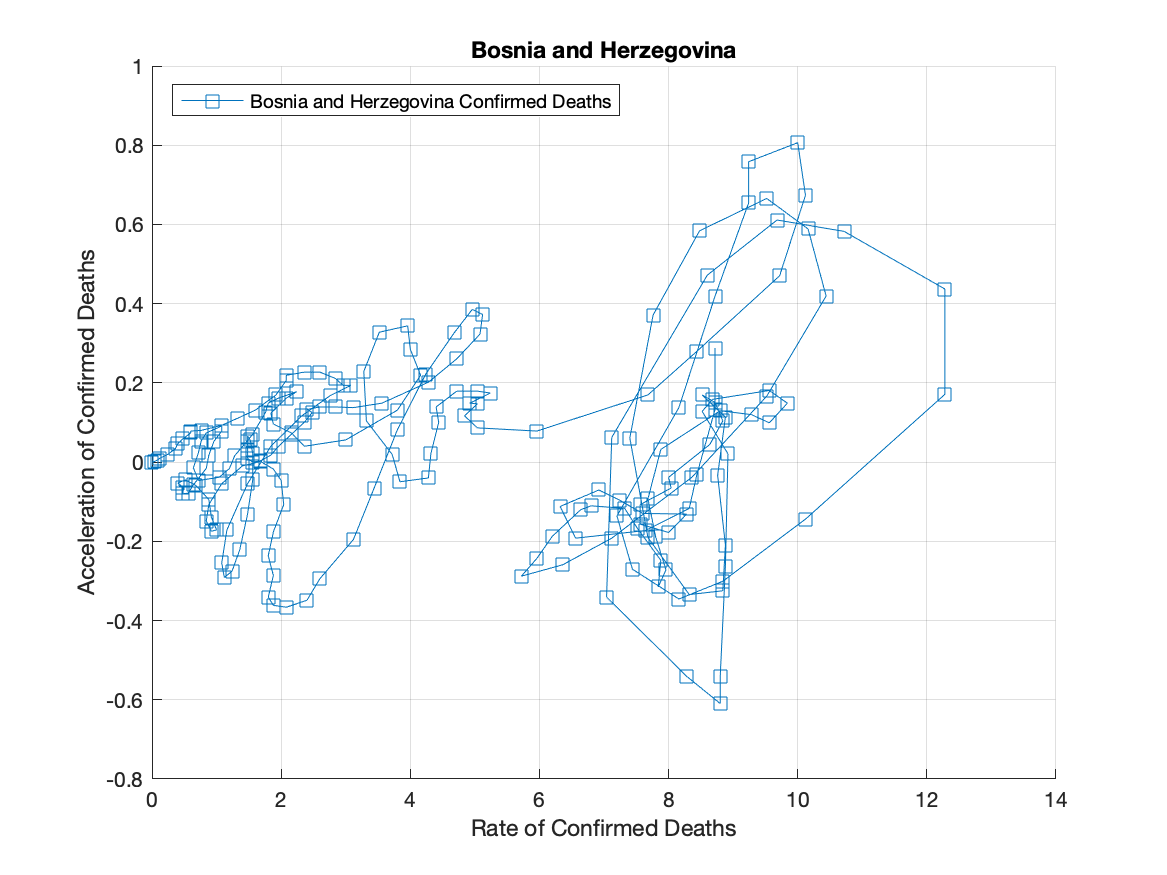 Bosnia and Herzegovina
Bosnia and Herzegovina Confirmed Deaths
Acceleration of Confirmed Deaths
1
0.8
0.6
0.4
0.2
0
-0.2
-0.4
-0.6
-0.8
0 2 4 6 8 10 12 14
Rate of Confirmed Deaths